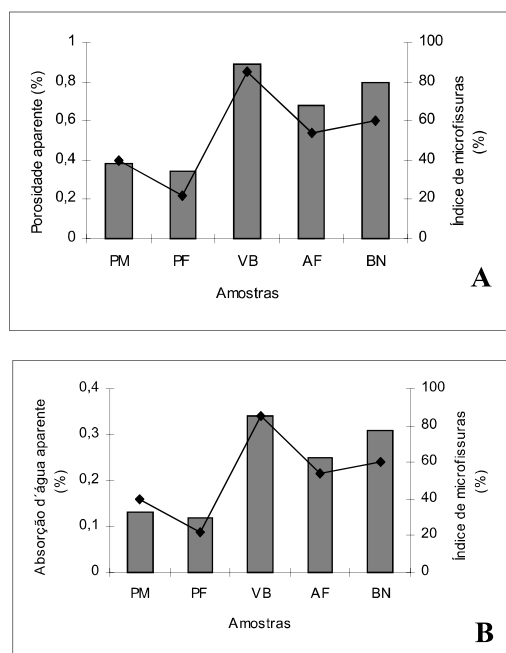 Porosidade aparente (%)
1
0,8
0,6
0,4
0,2
0
100
80
60
40
20
0
Índice de microfissuras
(%)
PM PF VB AF BN
Amostras
A
Absorção d´água aparente
(%)
0,4
0,3
0,2
0,1
0
100
80
60
40
20
0
Índice de microfissuras
(%)
PM PF VB AF BN
Amostras
B